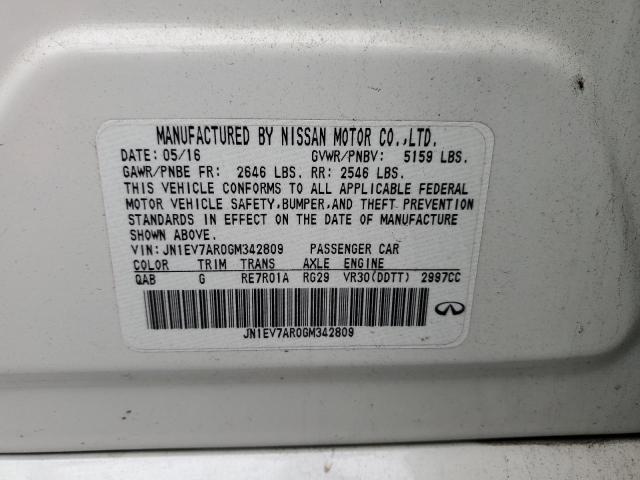 MANUFACTURED BY NISSAN MOTOR CO.,LTD.
DATE: 05/16 GVWR/PNBV: 5159 LBS.
GAWR/PNBE FR: 2646 LBS. RR: 2546 LBS.
THIS VEHICLE CONFORMS TO ALL APPLICABLE FEDERAL
MOTOR VEHICLE SAFETY,BUMPER,AND THEFT PREVENTION
STANDARDS IN EFFECT ON THE DATE OF MANUFACTURE
SHOWN ABOVE.
VIN: JN1EV7AR0GM342809 PASSENGER CAR
COLOR TRIM TRANS AXLE ENGINE
QAB G RE7R01A RG29 VR30(DDTT) 2997CC
JN1EV7AR0GM342809